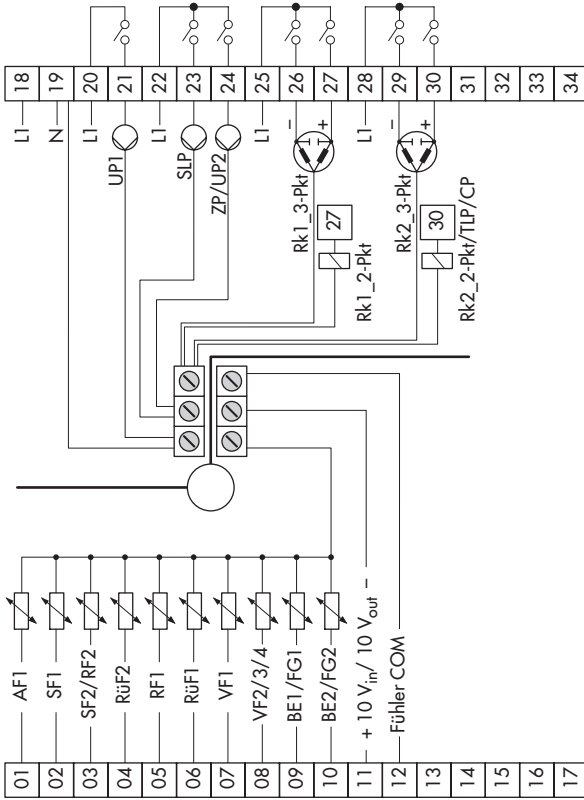 18
19
20
21
22
23
24
25
26
27
28
29
30
31
32
33
34
L1
N
L1
UP1
L1
SLP
ZP/UP2
L1
–
+
Rk1_3-Pkt
27
Rk1_2-Pkt
L1
–
+
Rk2_3-Pkt
30
Rk2_2-Pkt/TLP/CP
AF1
SF1
SF2/RF2
RüF2
RF1
RüF1
VF1
VF2/3/4
BE1/FG1
BE2/FG2
+ 10 Vin/ 10 Vout –
Fühler COM
01
02
03
04
05
06
07
08
09
10
11
12
13
14
15
16
17